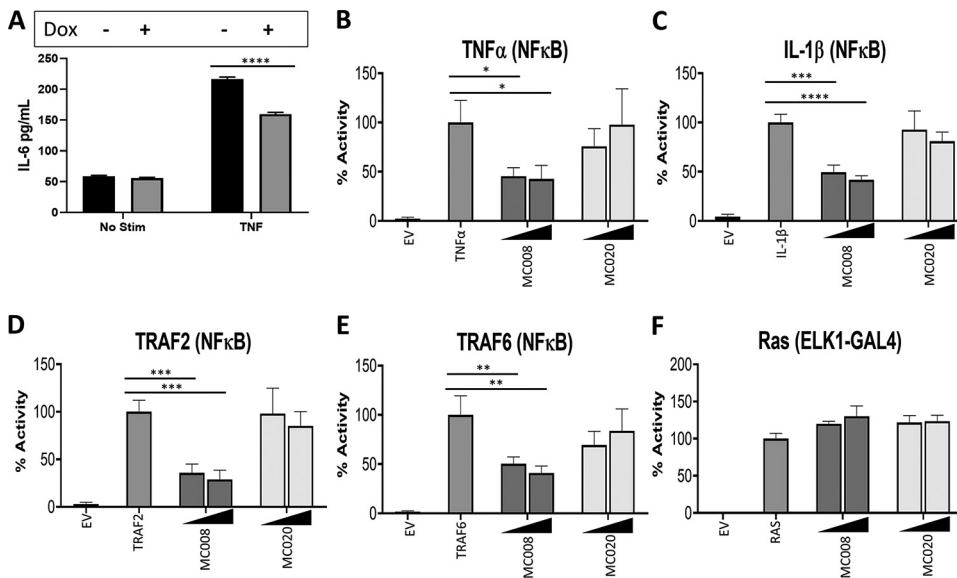 A
Dox - + - +
****
IL-6 pg/mL
250
200
150
100
50
0
No Stim TNF
B
TNFα (NFκB)
*
*
% Activity
150
100
50
0
EV
TNFα
MC008
MC020
C
IL-1β (NFκB)
***
****
% Activity
150
100
50
0
EV
IL-1β
MC008
MC020
D
TRAF2 (NFκB)
***
***
% Activity
150
100
50
0
EV
TRAF2
MC008
MC020
E
TRAF6 (NFκB)
**
**
% Activity
150
100
50
0
EV
TRAF6
MC008
MC020
F
Ras (ELK1-GAL4)
% Activity
200
150
100
50
0
EV
RAS
MC008
MC020